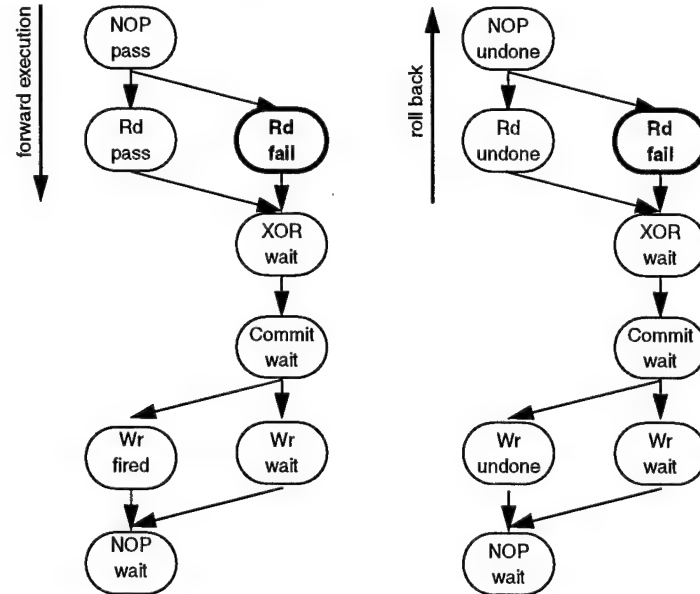 forward execution
NOP
pass
Rd
pass
Rd
fail
XOR
wait
Commit
wait
Wr
fired
Wr
wait
NOP
wait
roll back
NOP
undone
Rd
undone
Rd
fail
XOR
wait
Commit
wait
Wr
undone
Wr
wait
NOP
wait